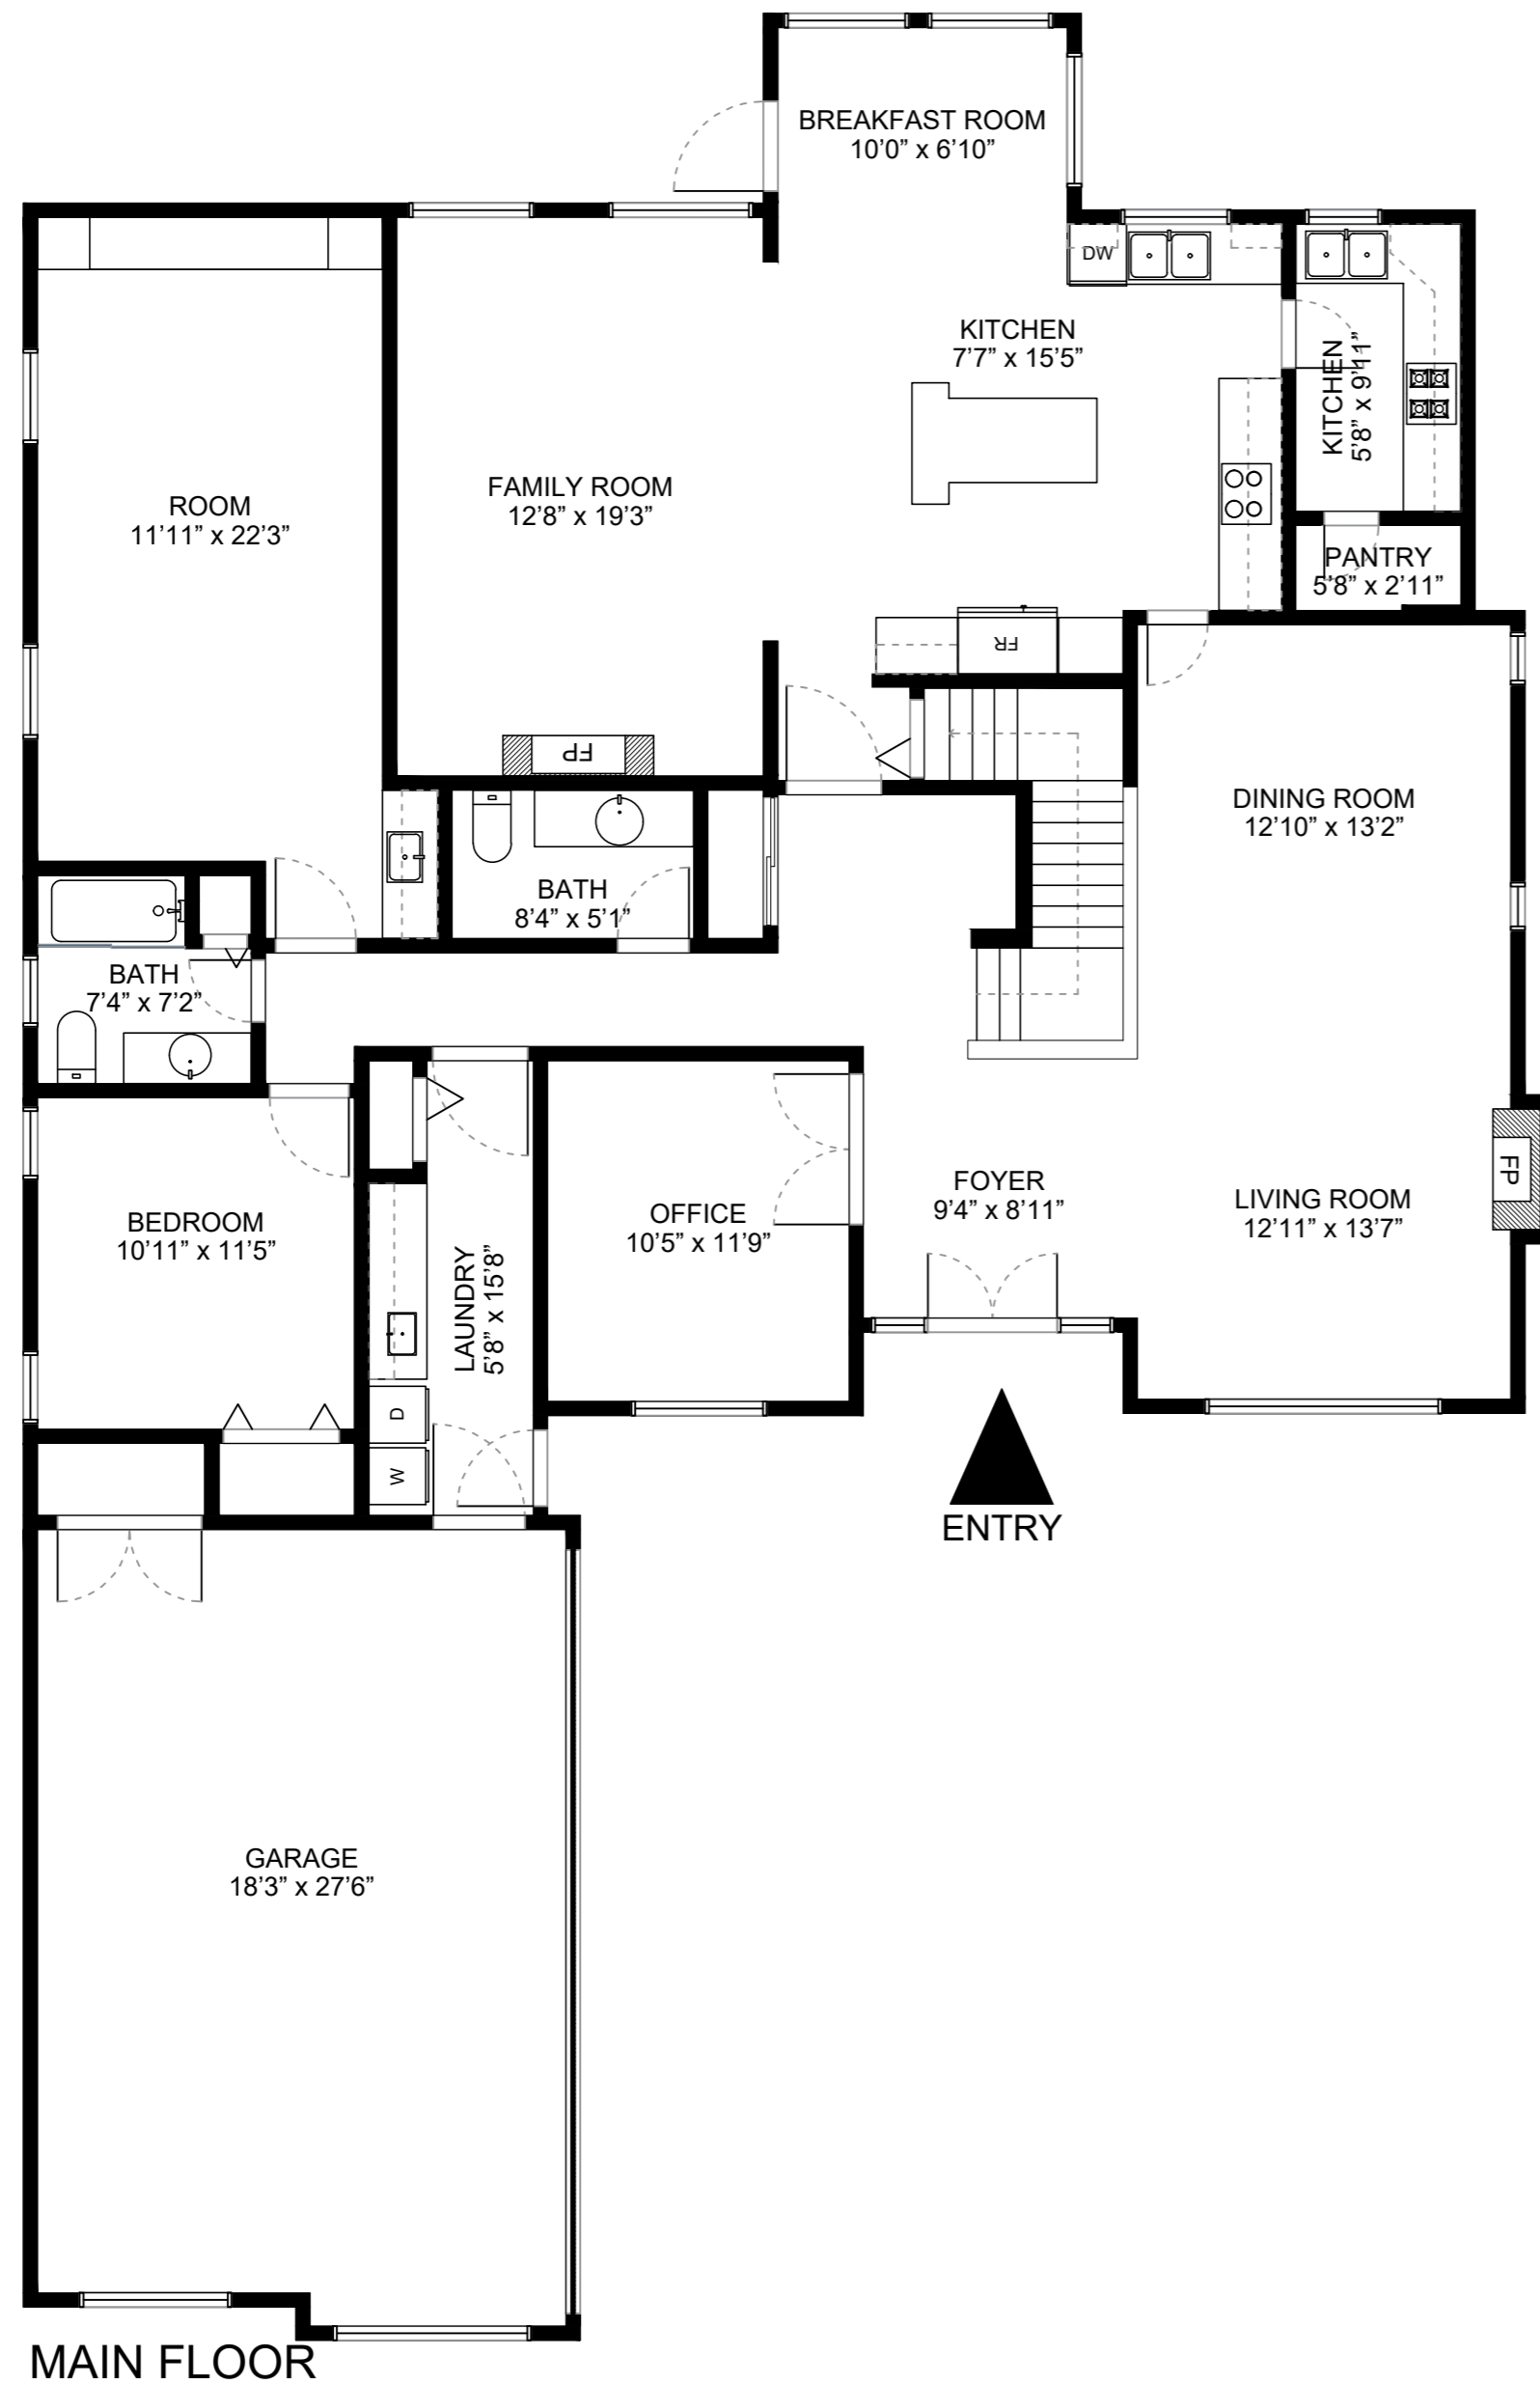 BREAKFAST ROOM
10’0” x 6’10”
DW
KITCHEN
7’7” x 15’5”
KITCHEN
5’8” x 9’11”
FAMILY ROOM
12’8” x 19’3”
ROOM
11’11” x 22’3”
PANTRY
5’8” x 2’11”
FR
FP
DINING ROOM
12’10” x 13’2”
BATH
8’4” x 5’1”
BATH
7’4” x 7’2”
FP
FOYER
9’4” x 8’11”
LIVING ROOM
12’11” x 13’7”
OFFICE
10’5” x 11’9”
BEDROOM
10’11” x 11’5”
LAUNDRY
5’8” x 15’8”
D
W
ENTRY
GARAGE
18’3” x 27’6”
MAIN FLOOR